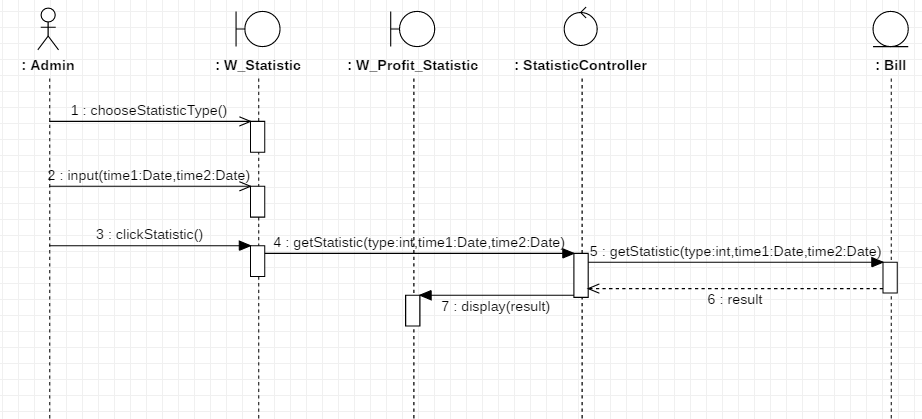 : Admin
: W_Statistic
: W_Profit_Statistic
: StatisticController
: Bill
1 : chooseStatisticType()
2 : input(time1:Date,time2:Date)
3 : clickStatistic()
4 : getStatistic(type:int,time1:Date,time2:Date)
5 : getStatistic(type:int,time1:Date,time2:Date)
6 : result
7 : display(result)